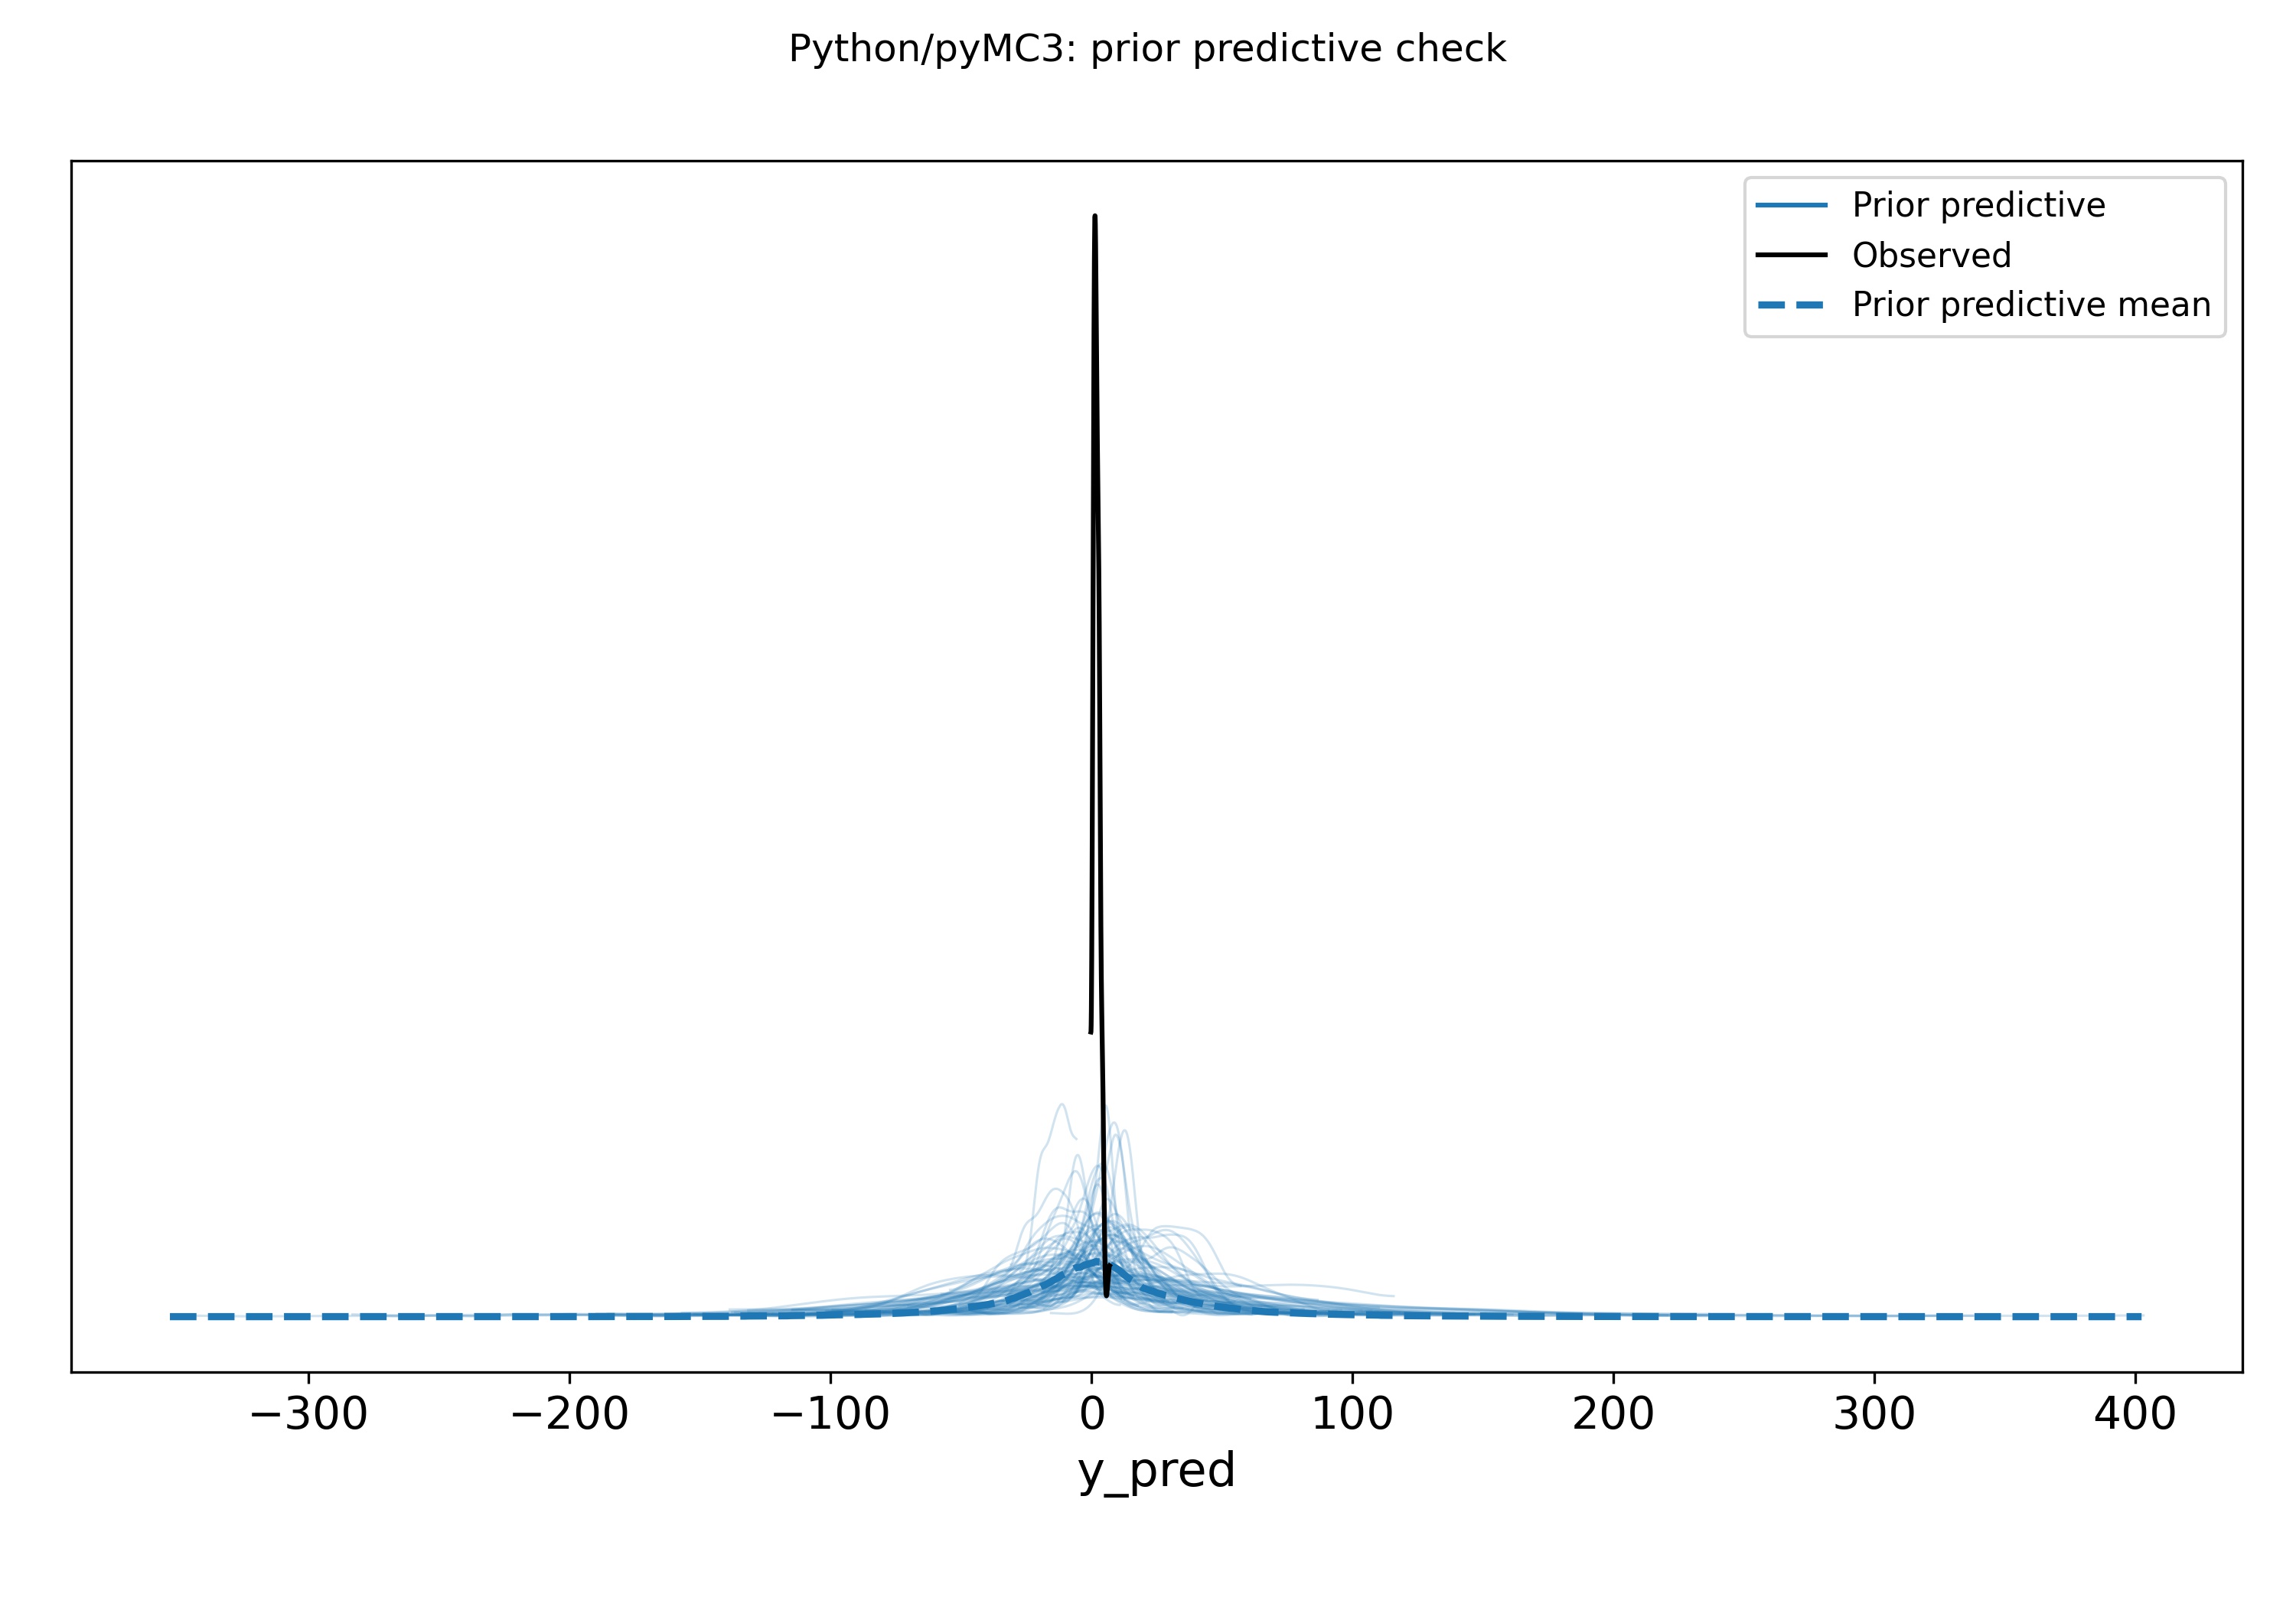 Python/pyMC3: prior predictive check
Prior predictive
Observed
Prior predictive mean
−300 −200 −100 0 100 200 300 400
y_pred